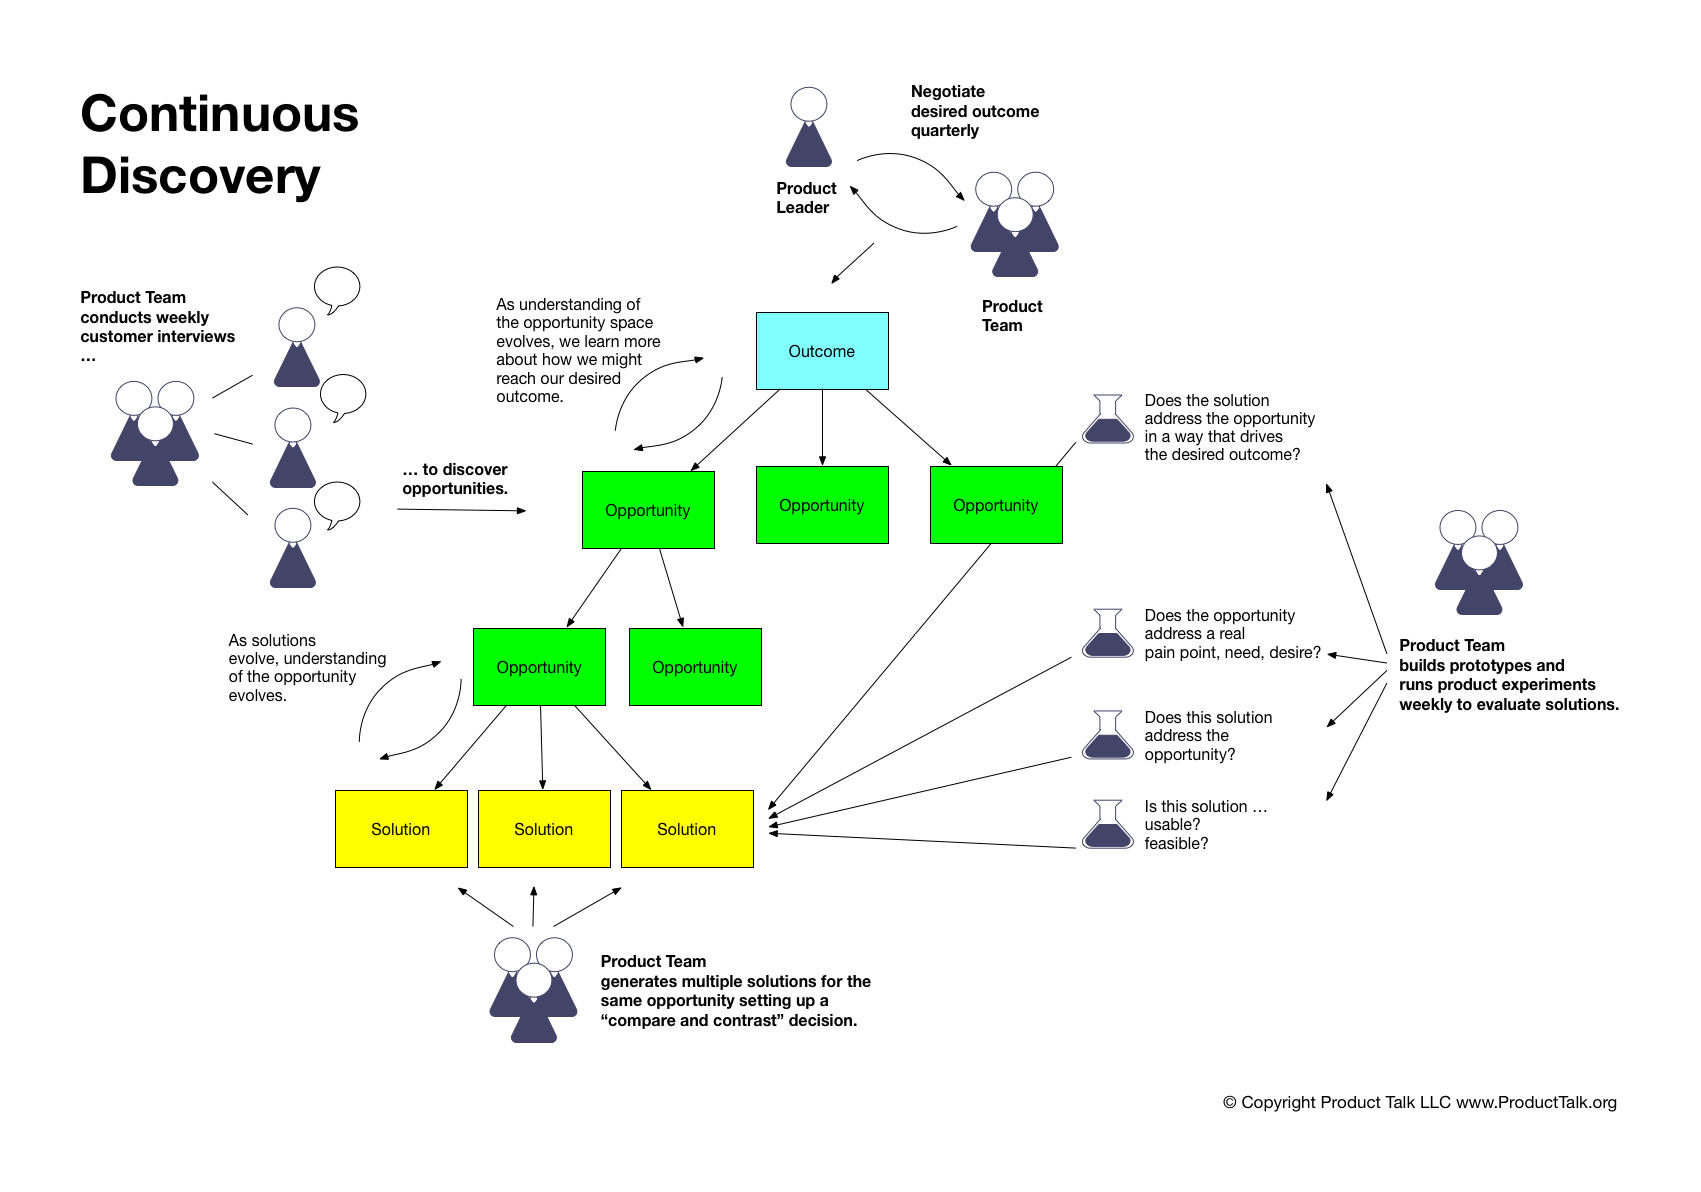 Continuous
Discovery
Negotiate
desired outcome
quarterly
Product
Leader
Product
Team
Product Team
conducts weekly
customer interviews
…
… to discover
opportunities.
As understanding of
the opportunity space
evolves, we learn more
about how we might
reach our desired
outcome.
Outcome
Opportunity
Opportunity
Opportunity
Opportunity
Opportunity
As solutions
evolve, understanding
of the opportunity
evolves.
Solution
Solution
Solution
Product Team
generates multiple solutions for the
same opportunity setting up a
“compare and contrast” decision.
Does the solution
address the opportunity
in a way that drives
the desired outcome?
Does the opportunity
address a real
pain point, need, desire?
Does this solution
address the
opportunity?
Is this solution …
usable?
feasible?
Product Team
builds prototypes and
runs product experiments
weekly to evaluate solutions.
© Copyright Product Talk LLC www.ProductTalk.org